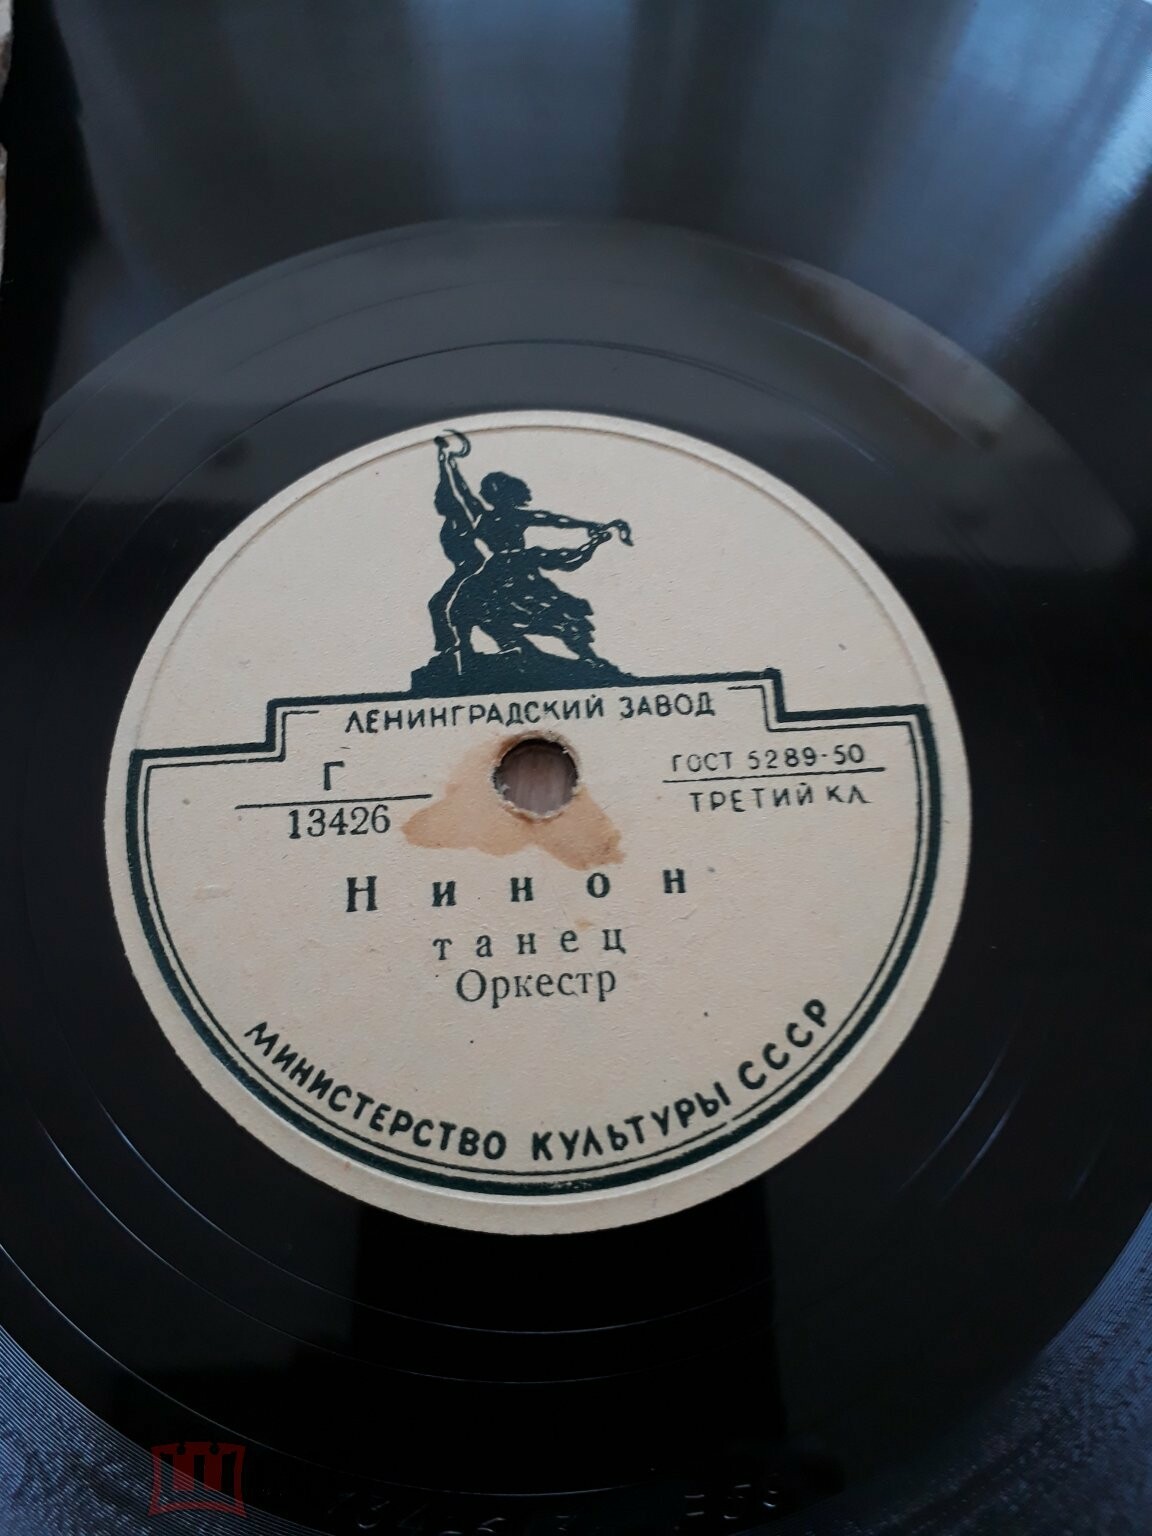 ЛЕНИНГРАДСКИЙ ЗАВОД
Г
13426
ГОСТ 5289-50
ТРЕТИЙ КЛ
Нинон
танец
Оркестр
МИНИСТЕРСТВО КУЛЬТУРЫ СССР